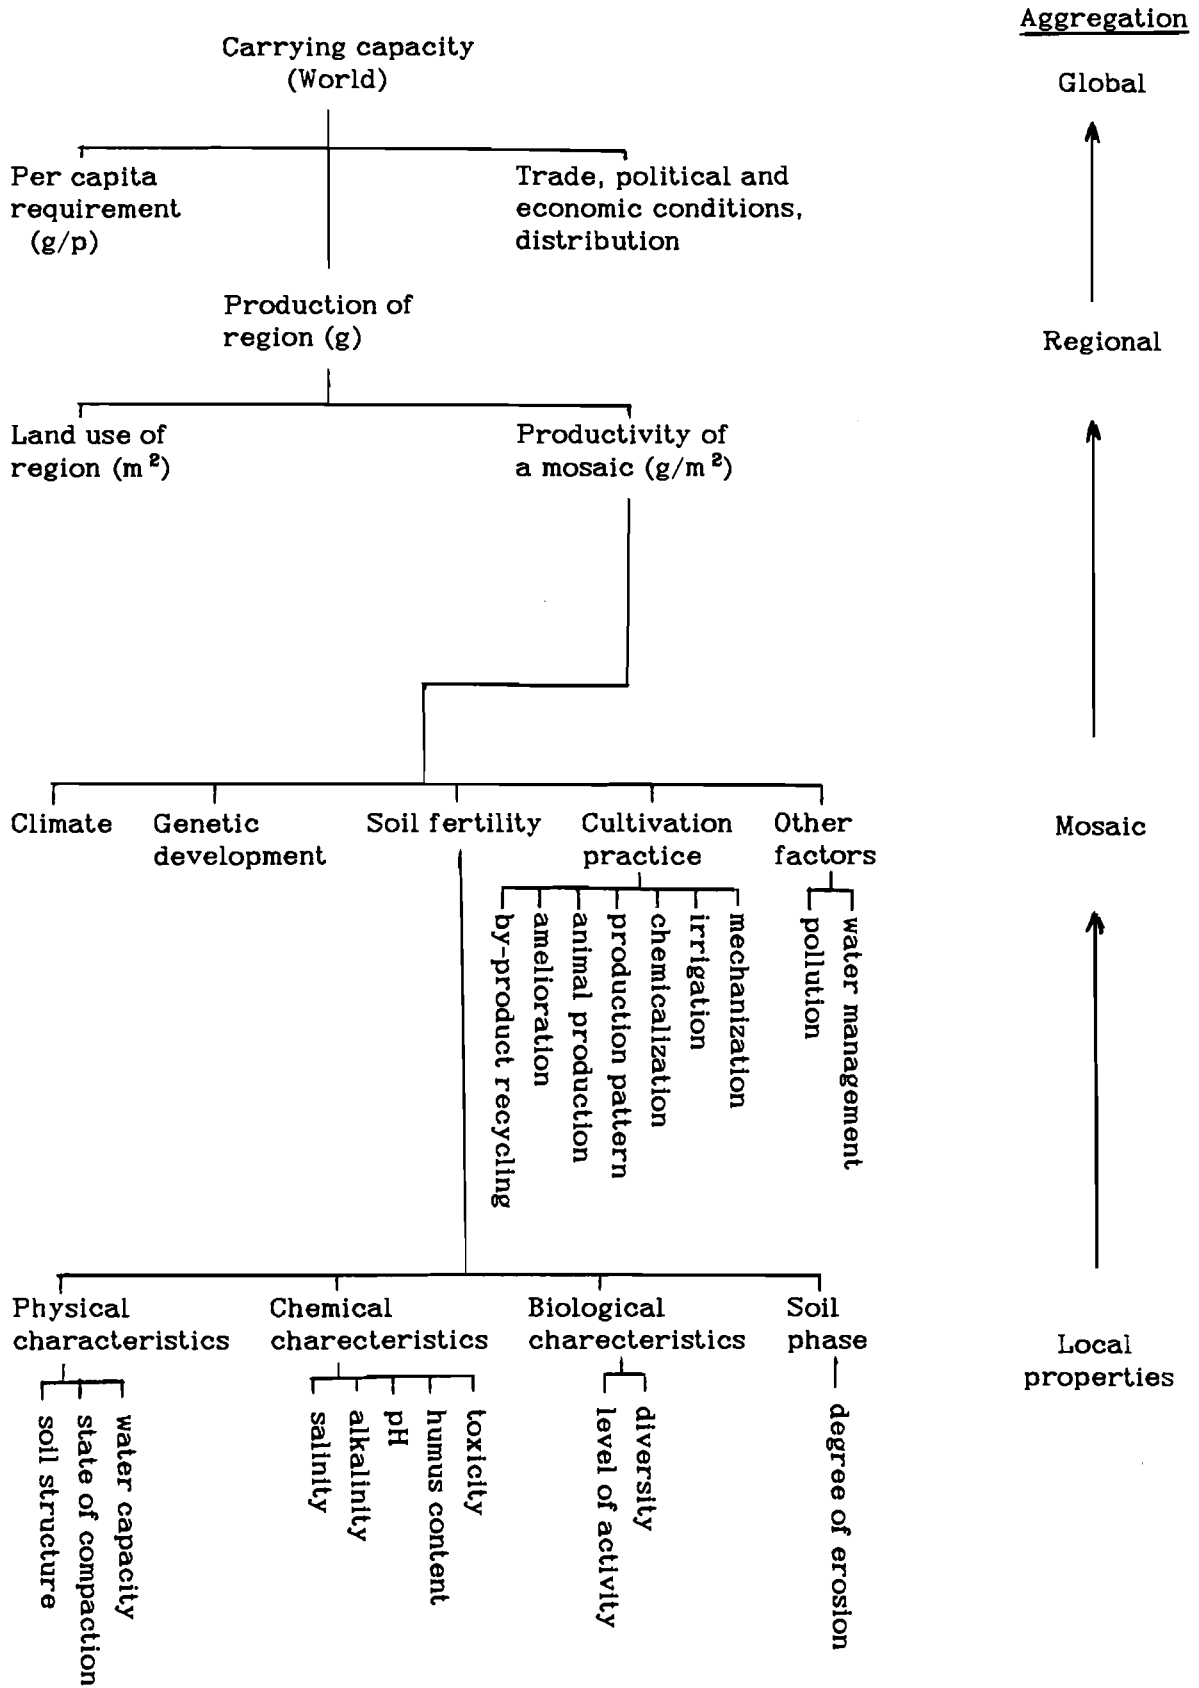 Aggregation
Carrying capacity
(World)
Global
Per capita
requirement
(g/p)
Trade, political and
economic conditions,
distribution
Production of
region (g)
Regional
Land use of
region (m²)
Productivity of
a mosaic (g/m²)
Climate
Genetic
development
Soil fertility
Cultivation
practice
Other
factors
Mosaic
by-product recycling
amelioration
animal production
production pattern
chemicalization
irrigation
mechanization
pollution
water management
Physical
characteristics
Chemical
charecteristics
Biological
charecteristics
Soil
phase
Local
properties
soil structure
state of compaction
water capacity
salinity
alkalinity
pH
humus content
toxicity
level of activity
diversity
degree of erosion